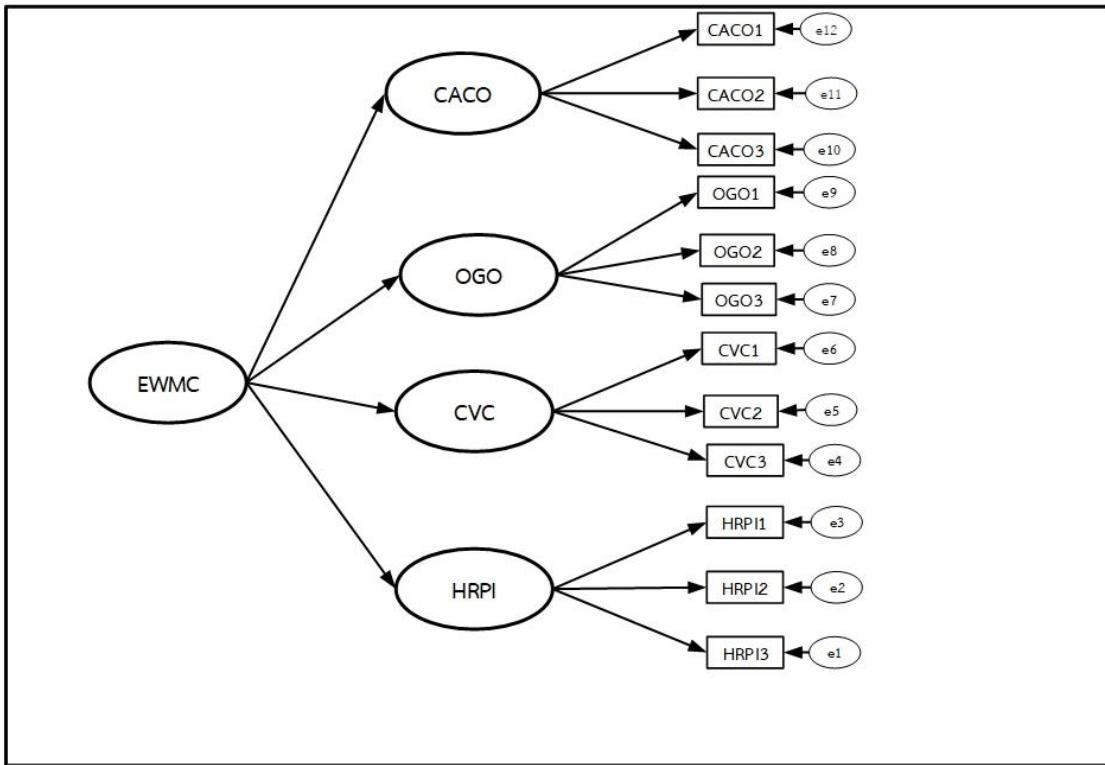 CACO1
e12
CACO
CACO2
e11
CACO3
e10
OGO1
e9
OGO
OGO2
e8
OGO3
e7
EWMC
CVC1
e6
CVC
CVC2
e5
CVC3
e4
HRPI1
e3
HRPI
HRPI2
e2
HRPI3
e1